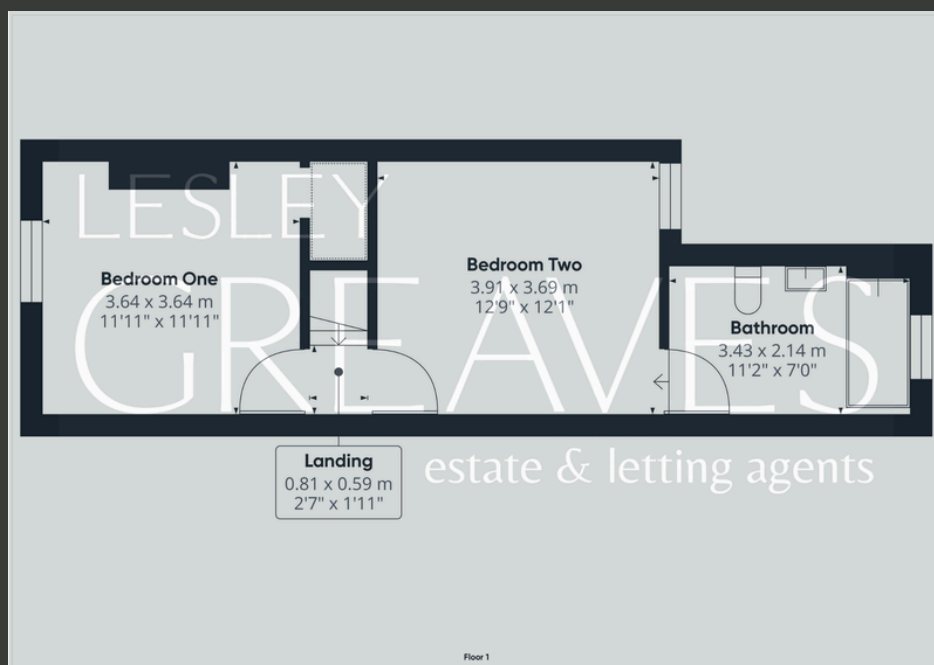 LESLEY
GREAVES
estate & letting agents
Bedroom One
3.64 x 3.64 m
11'11" x 11'11"
Bedroom Two
3.91 x 3.69 m
12'9" x 12'1"
Bathroom
3.43 x 2.14 m
11'2" x 7'0"
Landing
0.81 x 0.59 m
2'7" x 1'11"
Floor 1